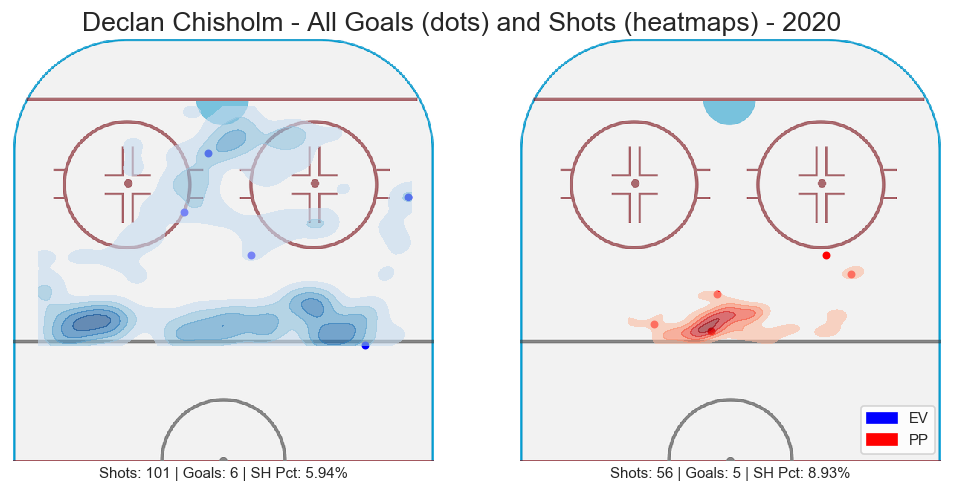 Declan Chisholm - All Goals (dots) and Shots (heatmaps) - 2020
EV
PP
Shots: 101 | Goals: 6 | SH Pct: 5.94%
Shots: 56 | Goals: 5 | SH Pct: 8.93%